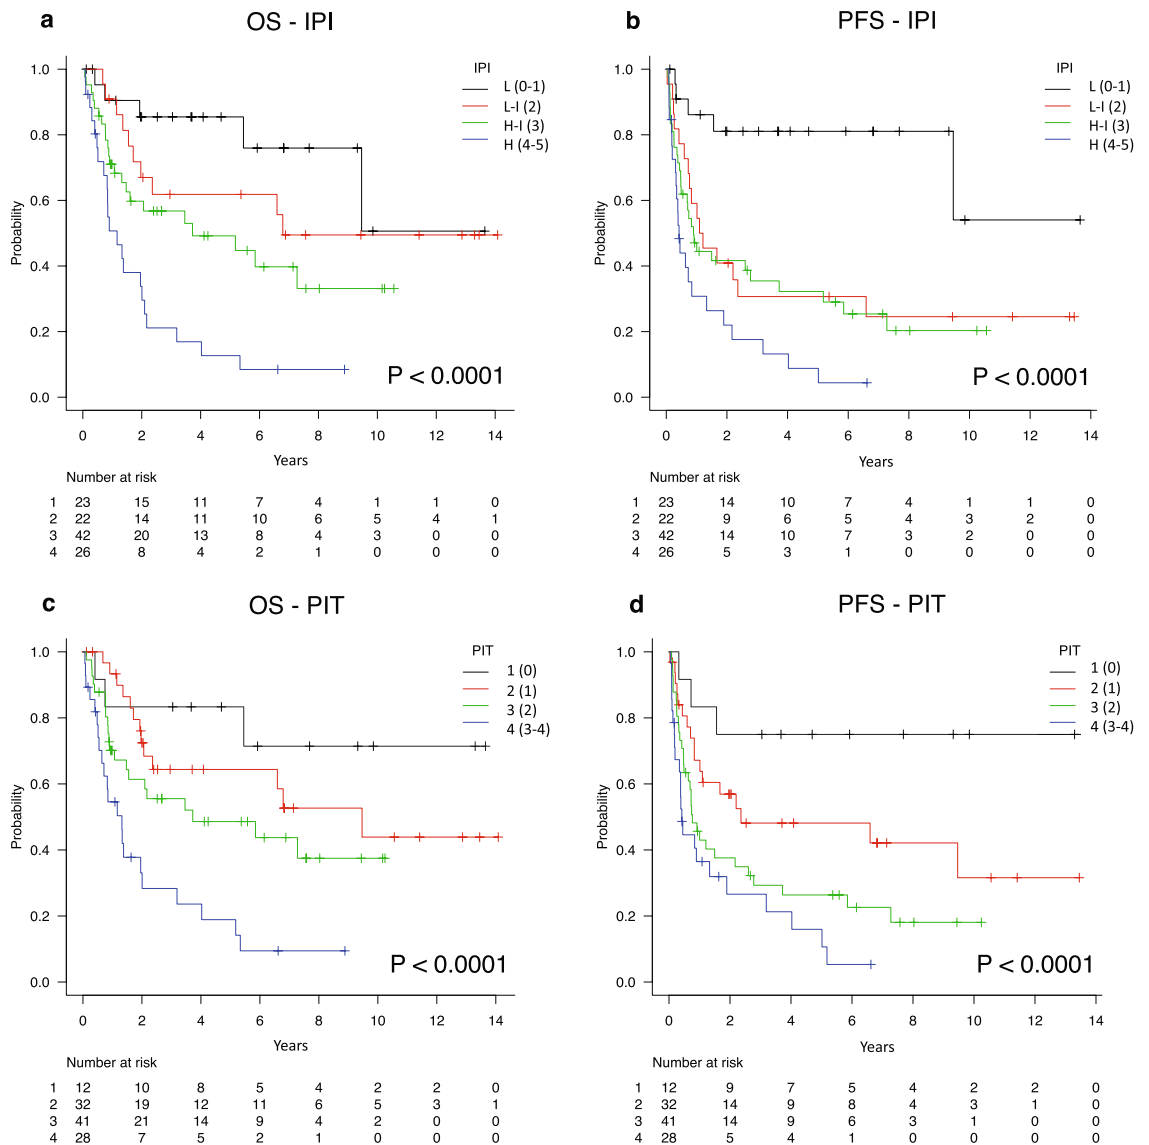 a
OS - IPI
1.0
0.8
0.6
0.4
0.2
0.0
Probability
IPI
L (0-1)
L-I (2)
H-I (3)
H (4-5)
P < 0.0001
0 2 4 6 8 10 12 14
Years
Number at risk
1 23 15 11 7 4 1 1 0
2 22 14 11 10 6 5 4 1
3 42 20 13 8 4 3 0 0
4 26 8 4 2 1 0 0 0
b
PFS - IPI
1.0
0.8
0.6
0.4
0.2
0.0
Probability
IPI
L (0-1)
L-I (2)
H-I (3)
H (4-5)
P < 0.0001
0 2 4 6 8 10 12 14
Years
Number at risk
1 23 14 10 7 4 1 1 0
2 22 9 6 5 4 3 2 0
3 42 14 10 7 3 2 0 0
4 26 5 3 1 0 0 0 0
c
OS - PIT
1.0
0.8
0.6
0.4
0.2
0.0
Probability
PIT
1 (0)
2 (1)
3 (2)
4 (3-4)
P < 0.0001
0 2 4 6 8 10 12 14
Years
Number at risk
1 12 10 8 5 4 2 2 0
2 32 19 12 11 6 5 3 1
3 41 21 14 9 4 2 0 0
4 28 7 5 2 1 0 0 0
d
PFS - PIT
1.0
0.8
0.6
0.4
0.2
0.0
Probability
PIT
1 (0)
2 (1)
3 (2)
4 (3-4)
P < 0.0001
0 2 4 6 8 10 12 14
Years
Number at risk
1 12 9 7 5 4 2 2 0
2 32 14 9 8 4 3 1 0
3 41 14 9 6 3 1 0 0
4 28 5 4 1 0 0 0 0